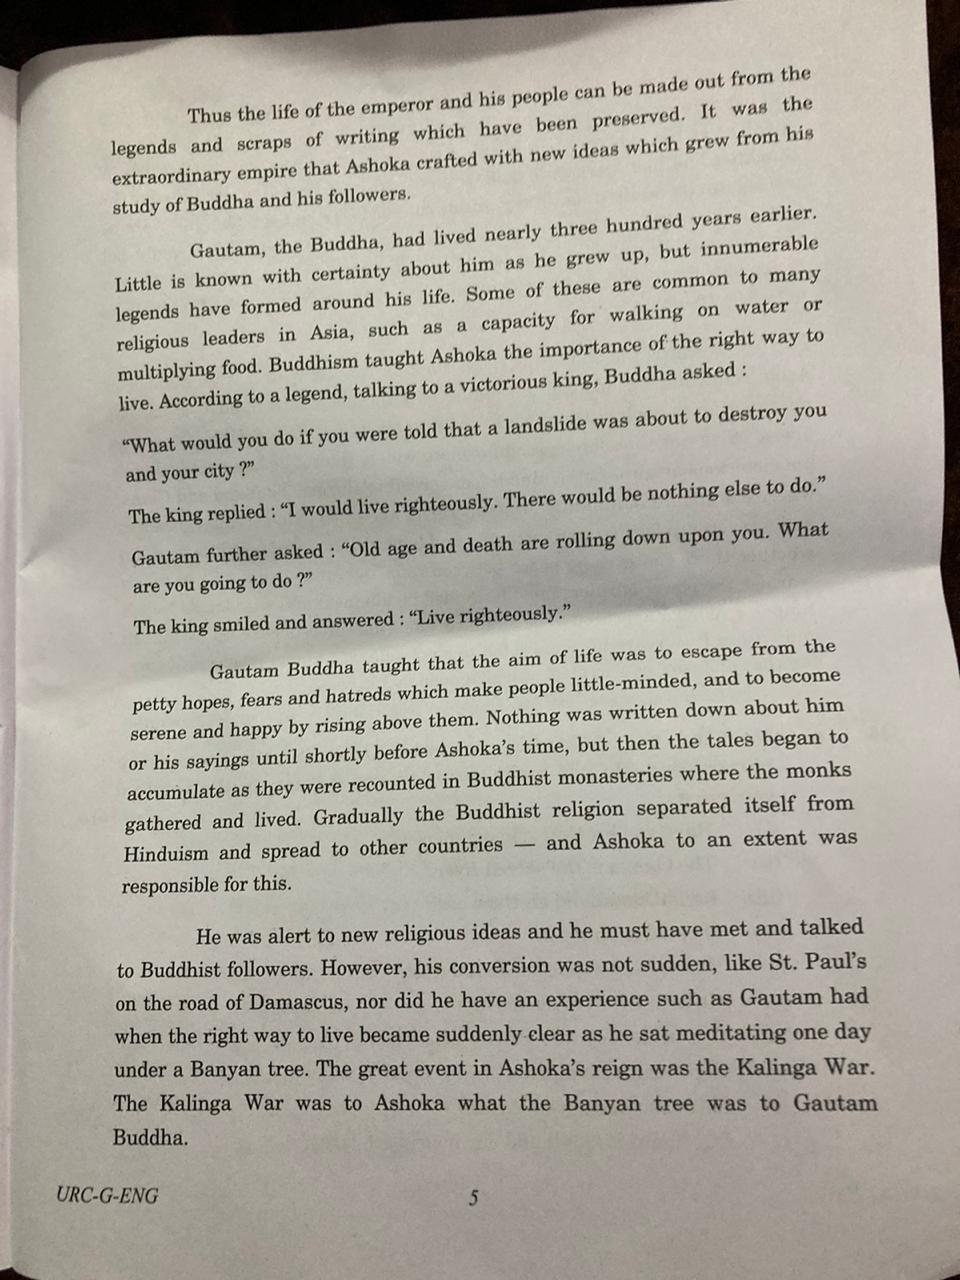 Thus the life of the emperor and his people can be made out from the
legends and scraps of writing which have been preserved. It was the
extraordinary empire that Ashoka crafted with new ideas which grew from his
study of Buddha and his followers.
Gautam, the Buddha, had lived nearly three hundred years earlier.
Little is known with certainty about him as he grew up, but innumerable
legends have formed around his life. Some of these are common to many
religious leaders in Asia, such as a capacity for walking on water or
multiplying food. Buddhism taught Ashoka the importance of the right way to
live. According to a legend, talking to a victorious king, Buddha asked :
“What would you do if you were told that a landslide was about to destroy you
and your city ?”
The king replied : “I would live righteously. There would be nothing else to do.”
Gautam further asked : “Old age and death are rolling down upon you. What
are you going to do ?”
The king smiled and answered : “Live righteously.”
Gautam Buddha taught that the aim of life was to escape from the
petty hopes, fears and hatreds which make people little-minded, and to become
serene and happy by rising above them. Nothing was written down about him
or his sayings until shortly before Ashoka’s time, but then the tales began to
accumulate as they were recounted in Buddhist monasteries where the monks
gathered and lived. Gradually the Buddhist religion separated itself from
Hinduism and spread to other countries — and Ashoka to an extent was
responsible for this.
He was alert to new religious ideas and he must have met and talked
to Buddhist followers. However, his conversion was not sudden, like St. Paul’s
on the road of Damascus, nor did he have an experience such as Gautam had
when the right way to live became suddenly clear as he sat meditating one day
under a Banyan tree. The great event in Ashoka’s reign was the Kalinga War.
The Kalinga War was to Ashoka what the Banyan tree was to Gautam
Buddha.
URC-G-ENG 5